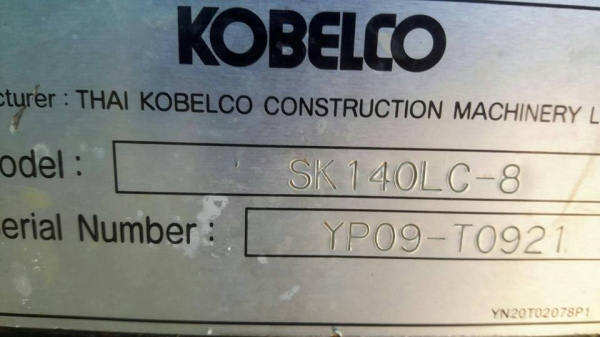 KOBELCO
cturer : THAI KOBELCO CONSTRUCTION MACHINERY L
odel : SK140LC-8
erial Number : YP09-T0921
YN20T02078P1